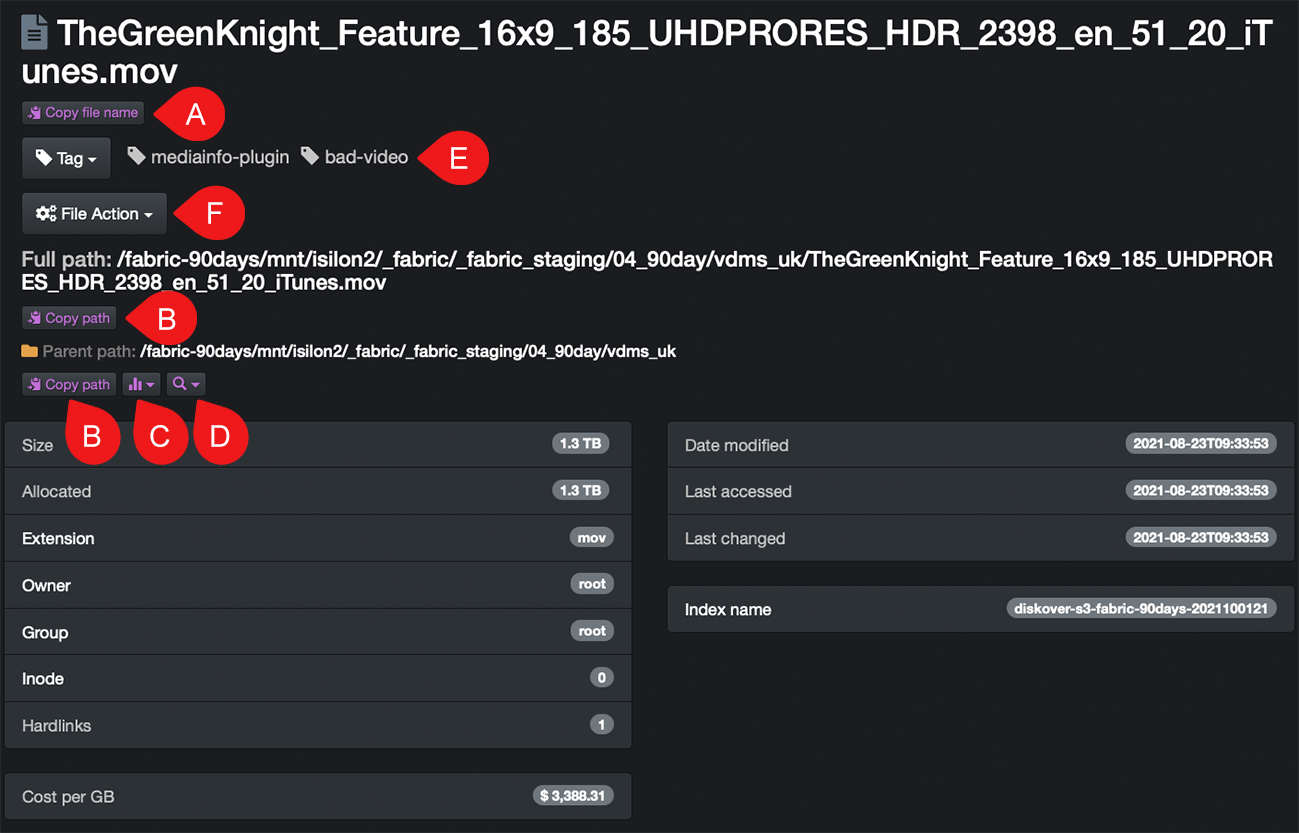 TheGreenKnight_Feature_16x9_185_UHDPRORES_HDR_2398_en_51_20_iT
unes.mov
Copy file name
A
Tag
mediainfo-plugin
bad-video
E
File Action
F
Full path: /fabric-90days/mnt/isilon2/_fabric/_fabric_staging/04_90day/vdms_uk/TheGreenKnight_Feature_16x9_185_UHDPROR
ES_HDR_2398_en_51_20_iTunes.mov
Copy path
B
Parent path: /fabric-90days/mnt/isilon2/_fabric/_fabric_staging/04_90day/vdms_uk
Copy path
B
C
D
Size 1.3 TB
Allocated 1.3 TB
Extension mov
Owner root
Group root
Inode 0
Hardlinks 1
Cost per GB $ 3,388.31
Date modified 2021-08-23T09:33:53
Last accessed 2021-08-23T09:33:53
Last changed 2021-08-23T09:33:53
Index name diskover-s3-fabric-90days-2021100121